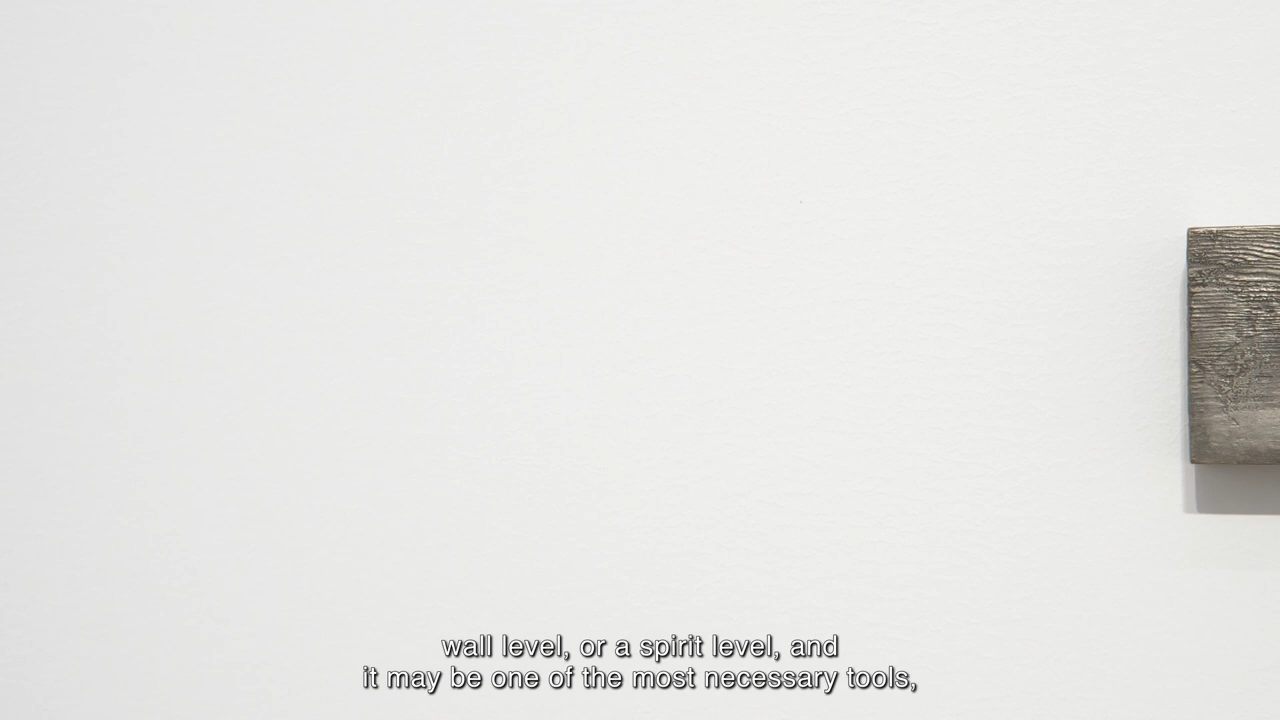 wall level, or a spirit level, and
it may be one of the most necessary tools,